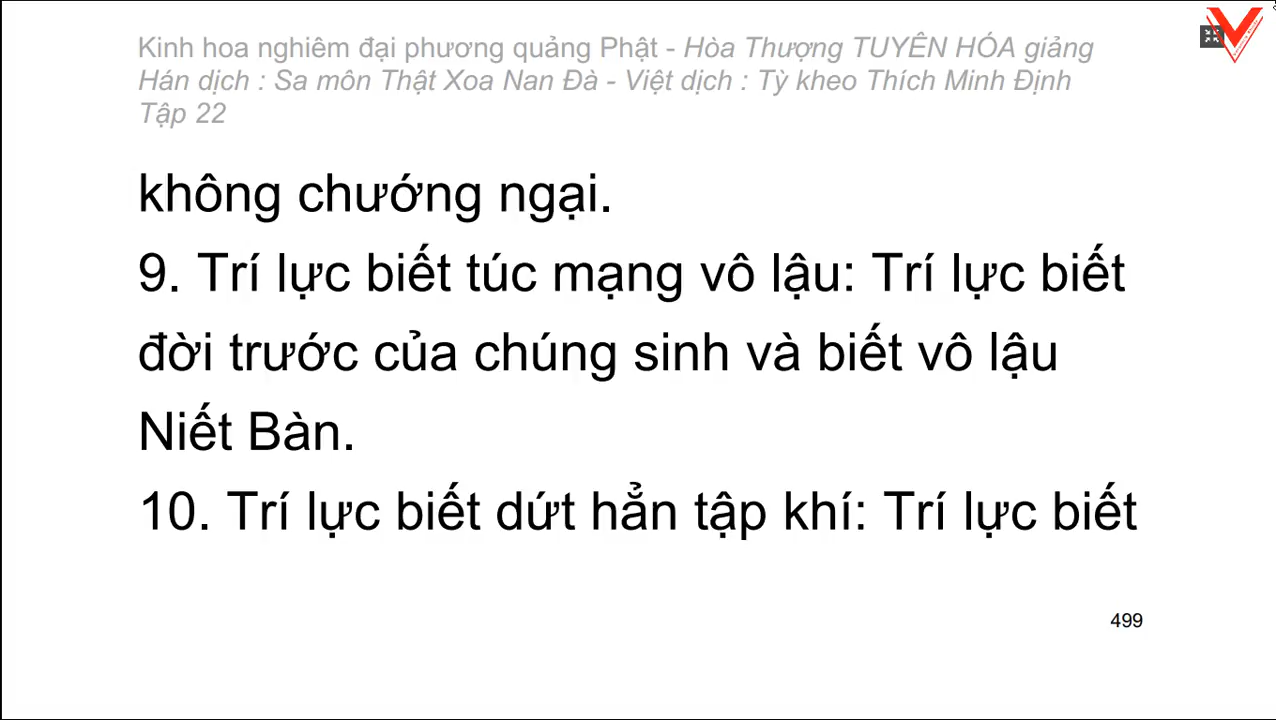 Kinh hoa nghiêm đại phương quảng Phật - Hòa Thượng TUYÊN HÓA giảng
Hán dịch : Sa môn Thật Xoa Nan Đà - Việt dịch : Tỳ kheo Thích Minh Định
Tập 22
không chướng ngại.
9. Trí lực biết túc mạng vô lậu: Trí lực biết
đời trước của chúng sinh và biết vô lậu
Niết Bàn.
10. Trí lực biết dứt hẳn tập khí: Trí lực biết
499